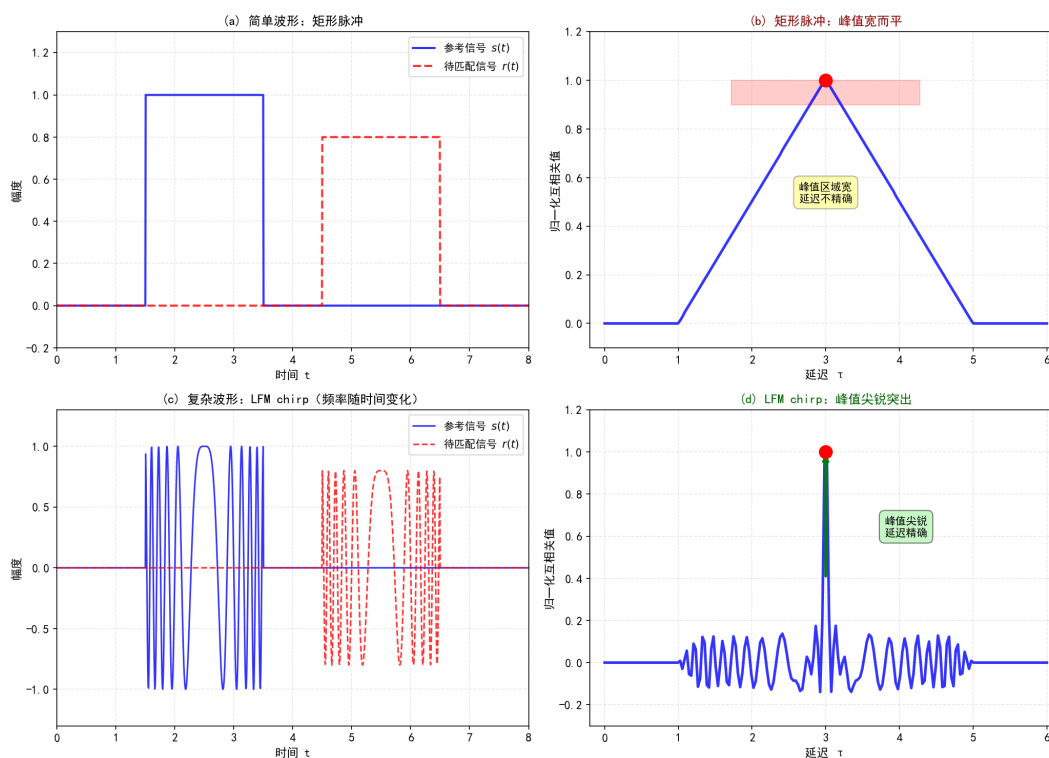 (a) 简单波形: 矩形脉冲
参考信号 s(t)
待匹配信号 r(t)
幅度
1.2
1.0
0.8
0.6
0.4
0.2
0.0
−0.2
0 1 2 3 4 5 6 7 8
时间 t
(b) 矩形脉冲: 峰值宽而平
峰值区域宽
延迟不精确
归一化互相关值
1.2
1.0
0.8
0.6
0.4
0.2
0.0
0 1 2 3 4 5 6
延迟 τ
(c) 复杂波形: LFM chirp (频率随时间变化)
参考信号 s(t)
待匹配信号 r(t)
幅度
1.0
0.5
0.0
−0.5
−1.0
0 1 2 3 4 5 6 7 8
时间 t
(d) LFM chirp: 峰值尖锐突出
峰值尖锐
延迟精确
归一化互相关值
1.2
1.0
0.8
0.6
0.4
0.2
0.0
−0.2
0 1 2 3 4 5 6
延迟 τ